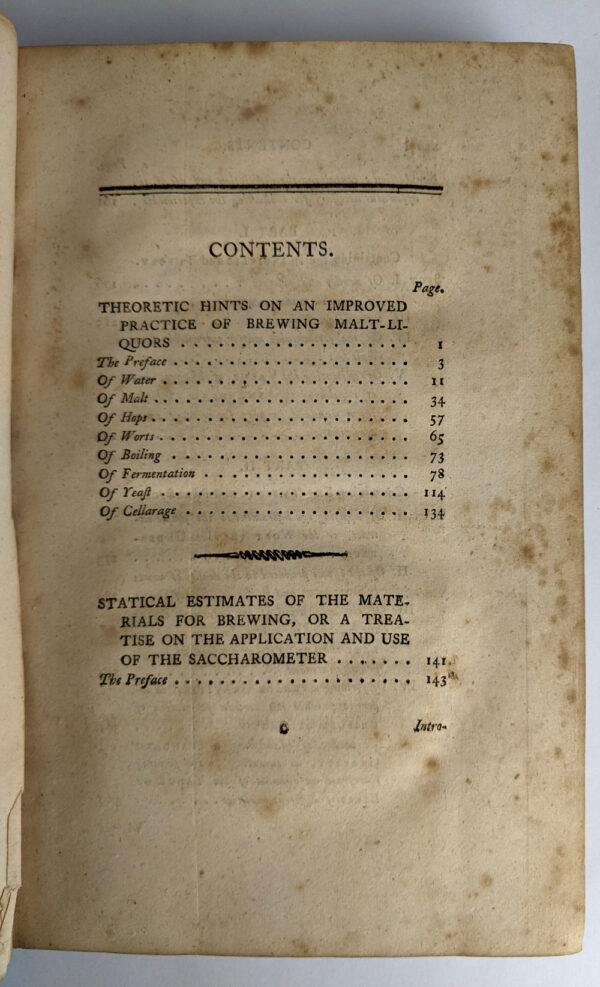 CONTENTS.
Page.
THEORETIC HINTS ON AN IMPROVED
PRACTICE OF BREWING MALT-LI-
QUORS . . . . . . . . . . . . . . . . . . . . 1
The Preface . . . . . . . . . . . . . . . . . . . . . . 3
Of Water . . . . . . . . . . . . . . . . . . . . . . . 11
Of Malt . . . . . . . . . . . . . . . . . . . . . . . . 34
Of Hops . . . . . . . . . . . . . . . . . . . . . . . . 57
Of Worts . . . . . . . . . . . . . . . . . . . . . . . 65
Of Boiling . . . . . . . . . . . . . . . . . . . . . . 73
Of Fermentation . . . . . . . . . . . . . . . . . . 78
Of Yeaſt . . . . . . . . . . . . . . . . . . . . . . . 114
Of Cellarage . . . . . . . . . . . . . . . . . . . . 134
STATICAL ESTIMATES OF THE MATE-
RIALS FOR BREWING, OR A TREA-
TISE ON THE APPLICATION AND USE
OF THE SACCHAROMETER . . . . . . . 141
The Preface . . . . . . . . . . . . . . . . . . . . . 143
Intro-